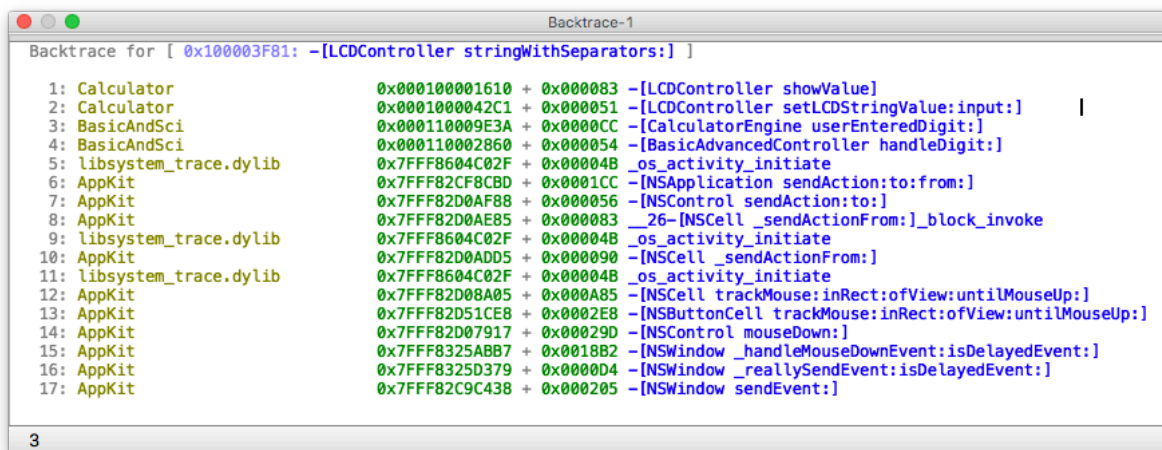 Backtrace-1
Backtrace for [ 0x100003F81: -[LCDController stringWithSeparators:] ]
1: Calculator 0x000100001610 + 0x000083 -[LCDController showValue]
2: Calculator 0x0001000042C1 + 0x000051 -[LCDController setLCDStringValue:input:]
3: BasicAndSci 0x000110009E3A + 0x0000CC -[CalculatorEngine userEnteredDigit:]
4: BasicAndSci 0x000110002860 + 0x000054 -[BasicAdvancedController handleDigit:]
5: libsystem_trace.dylib 0x7FFF8604C02F + 0x00004B _os_activity_initiate
6: AppKit 0x7FFF82CF8CBD + 0x0001CC -[NSApplication sendAction:to:from:]
7: AppKit 0x7FFF82D0AF88 + 0x000056 -[NSControl sendAction:to:]
8: AppKit 0x7FFF82D0AE85 + 0x000083 __26-[NSCell _sendActionFrom:]_block_invoke
9: libsystem_trace.dylib 0x7FFF8604C02F + 0x00004B _os_activity_initiate
10: AppKit 0x7FFF82D0ADD5 + 0x000090 -[NSCell _sendActionFrom:]
11: libsystem_trace.dylib 0x7FFF8604C02F + 0x00004B _os_activity_initiate
12: AppKit 0x7FFF82D08A05 + 0x000A85 -[NSCell trackMouse:inRect:ofView:untilMouseUp:]
13: AppKit 0x7FFF82D51CE8 + 0x0002E8 -[NSButtonCell trackMouse:inRect:ofView:untilMouseUp:]
14: AppKit 0x7FFF82D07917 + 0x00029D -[NSControl mouseDown:]
15: AppKit 0x7FFF8325ABB7 + 0x0018B2 -[NSWindow _handleMouseDownEvent:isDelayedEvent:]
16: AppKit 0x7FFF8325D379 + 0x0000D4 -[NSWindow _reallySendEvent:isDelayedEvent:]
17: AppKit 0x7FFF82C9C438 + 0x000205 -[NSWindow sendEvent:]
3